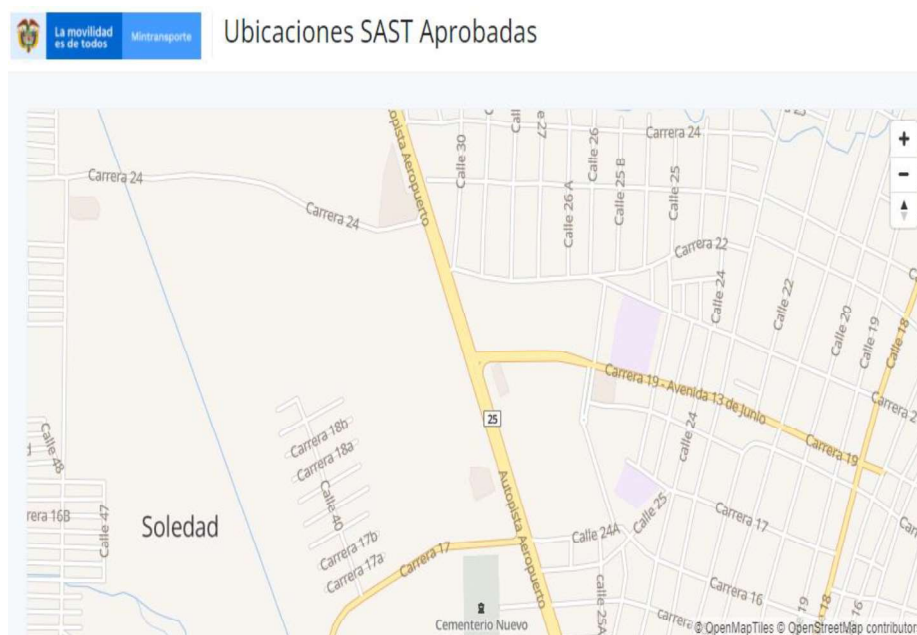 La movilidad
es de todos
Mintransporte
Ubicaciones SAST Aprobadas
Carrera 24
Carrera 24
Autopista Aeropuerto
Calle 30
Calle 26 A
Calle 26
Calle 25 B
Calle 25
Carrera 24
Carrera 22
Calle 24
Calle 22
Calle 20
Calle 19
Calle 18
Carrera 19 - Avenida 13 de Junio
Carrera 19
calle 24
25
Carrera 18b
Carrera 18a
Calle 40
Carrera 17b
Carrera 17a
Calle 48
Calle 47
Soledad
Carrera 17
Autopista Aeropuerto
Calle 24A
Calle 25
Carrera 17
Carrera 16
calle 25A
Cementerio Nuevo
+
-
© OpenMapTiles © OpenStreetMap contributor